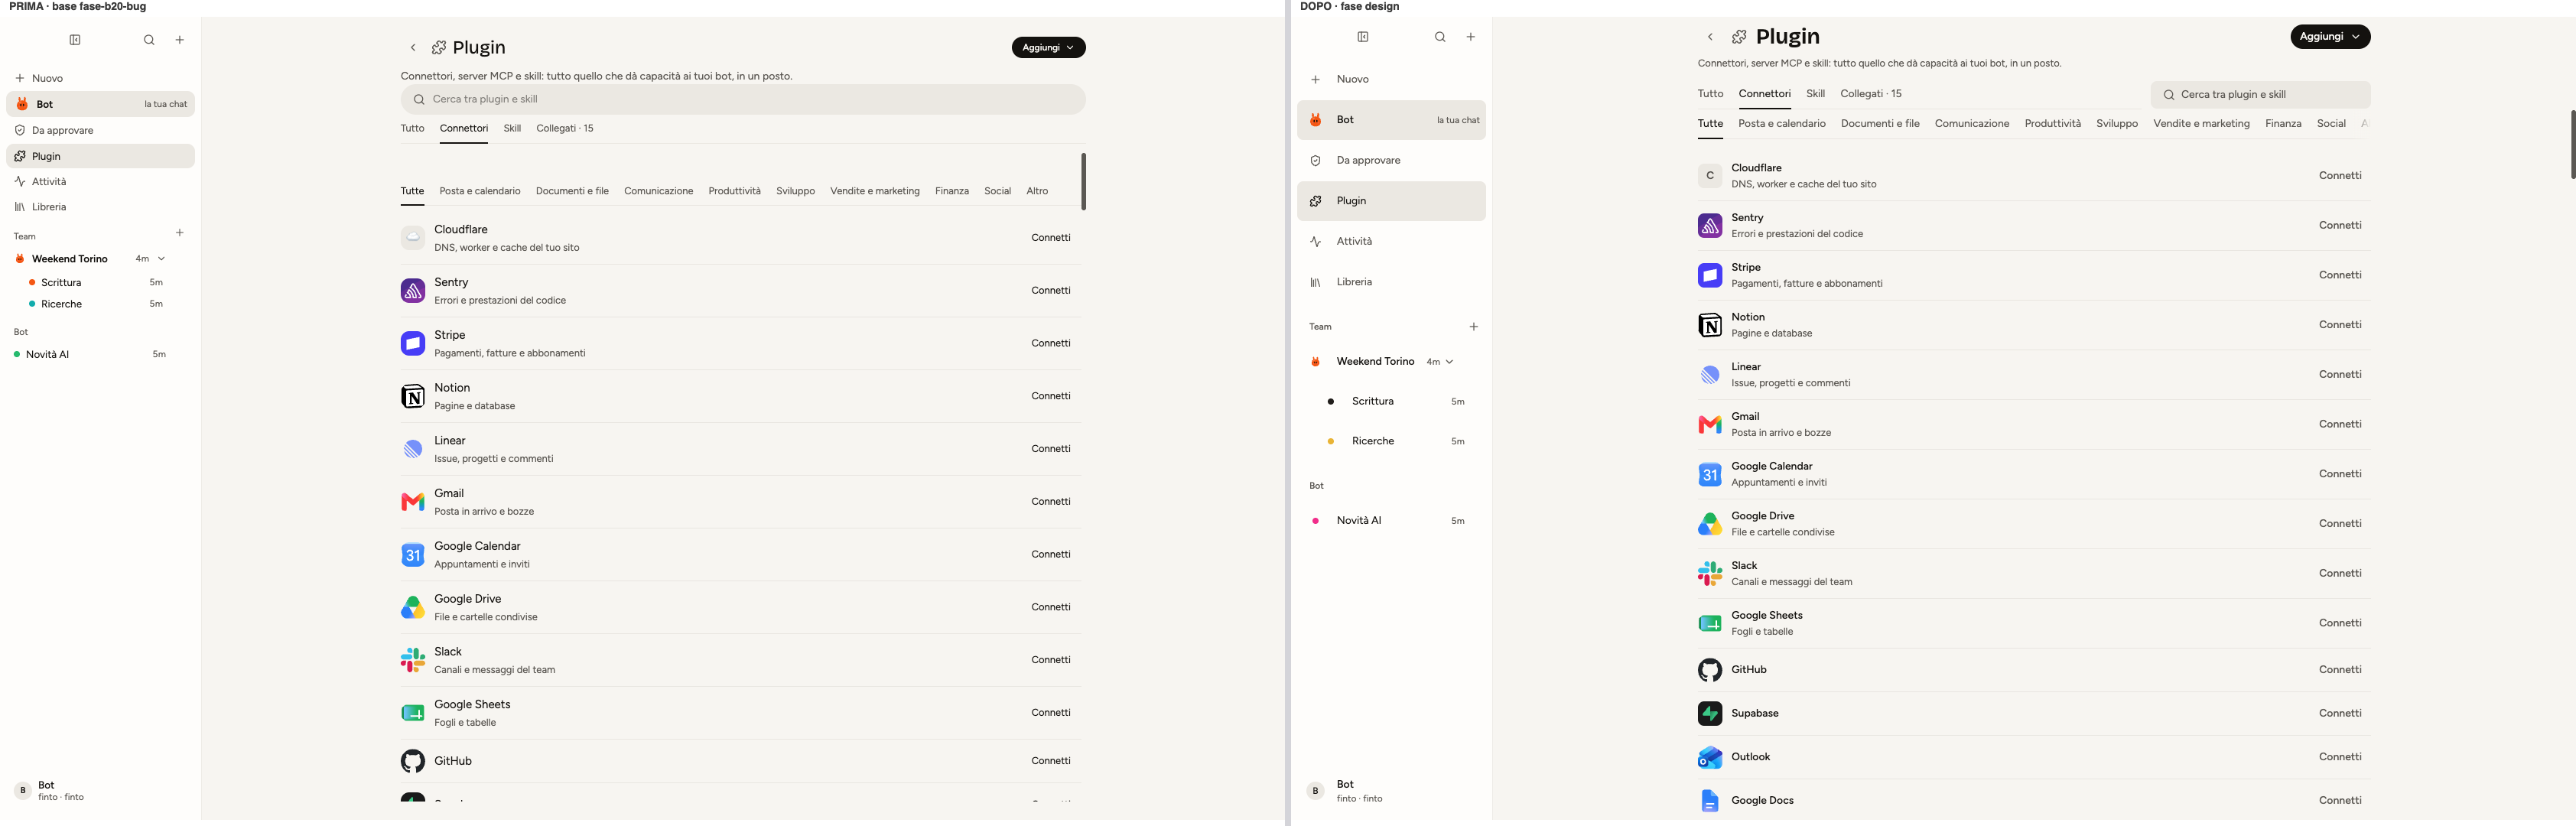 PRIMA · base fase-b20-bug
Nuovo
Bot la tua chat
Da approvare
Plugin
Attività
Libreria
Team
Weekend Torino 4m
Scrittura 5m
Ricerche 5m
Bot
Novità AI 5m
B
Bot
finto · finto
Plugin
Aggiungi
Connettori, server MCP e skill: tutto quello che dà capacità ai tuoi bot, in un posto.
Cerca tra plugin e skill
Tutto Connettori Skill Collegati · 15
Tutte Posta e calendario Documenti e file Comunicazione Produttività Sviluppo Vendite e marketing Finanza Social Altro
Cloudflare
DNS, worker e cache del tuo sito
Connetti
Sentry
Errori e prestazioni del codice
Connetti
Stripe
Pagamenti, fatture e abbonamenti
Connetti
N
Notion
Pagine e database
Connetti
Linear
Issue, progetti e commenti
Connetti
Gmail
Posta in arrivo e bozze
Connetti
31
Google Calendar
Appuntamenti e inviti
Connetti
Google Drive
File e cartelle condivise
Connetti
Slack
Canali e messaggi del team
Connetti
Google Sheets
Fogli e tabelle
Connetti
GitHub
Connetti
DOPO · fase design
Nuovo
Bot la tua chat
Da approvare
Plugin
Attività
Libreria
Team
Weekend Torino 4m
Scrittura 5m
Ricerche 5m
Bot
Novità AI 5m
B
Bot
finto · finto
Plugin
Aggiungi
Connettori, server MCP e skill: tutto quello che dà capacità ai tuoi bot, in un posto.
Tutto Connettori Skill Collegati · 15
Cerca tra plugin e skill
Tutte Posta e calendario Documenti e file Comunicazione Produttività Sviluppo Vendite e marketing Finanza Social
C
Cloudflare
DNS, worker e cache del tuo sito
Connetti
Sentry
Errori e prestazioni del codice
Connetti
Stripe
Pagamenti, fatture e abbonamenti
Connetti
N
Notion
Pagine e database
Connetti
Linear
Issue, progetti e commenti
Connetti
Gmail
Posta in arrivo e bozze
Connetti
31
Google Calendar
Appuntamenti e inviti
Connetti
Google Drive
File e cartelle condivise
Connetti
Slack
Canali e messaggi del team
Connetti
Google Sheets
Fogli e tabelle
Connetti
GitHub
Connetti
Supabase
Connetti
Outlook
Connetti
Google Docs
Connetti